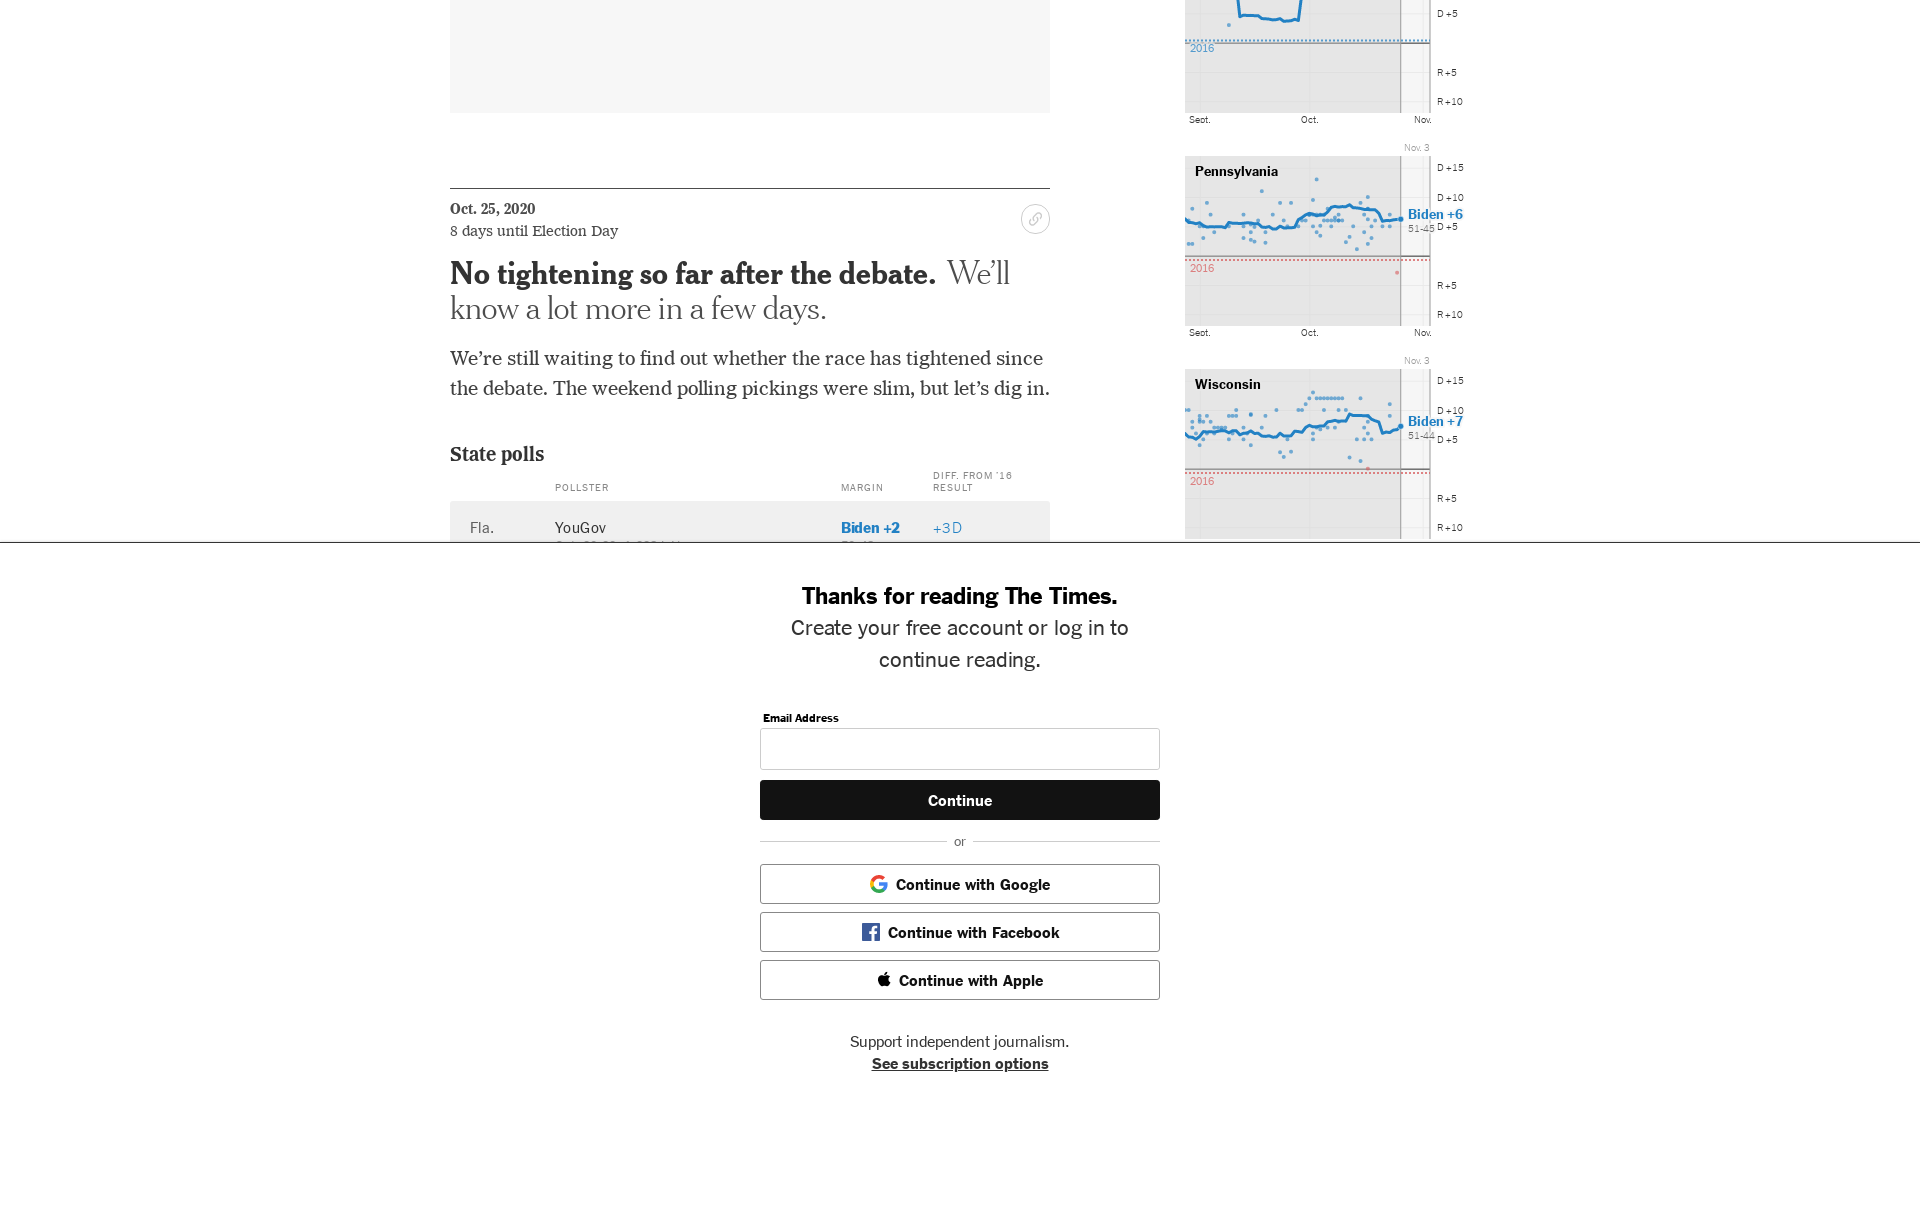 Oct. 25, 2020
8 days until Election Day
No tightening so far after the debate. We’ll
know a lot more in a few days.
We’re still waiting to find out whether the race has tightened since
the debate. The weekend polling pickings were slim, but let’s dig in.
State polls
POLLSTER MARGIN DIFF. FROM ’16
RESULT
Fla. YouGov Biden +2 +3 D
D +5
2016
R +5
R +10
Sept. Oct. Nov.
Nov. 3
Pennsylvania
D +15
D +10
Biden +6
51-45
D +5
2016
R +5
R +10
Sept. Oct. Nov.
Nov. 3
Wisconsin
D +15
D +10
Biden +7
51-44
D +5
2016
R +5
R +10
Thanks for reading The Times.
Create your free account or log in to
continue reading.
Email Address
Continue
or
Continue with Google
Continue with Facebook
Continue with Apple
Support independent journalism.
See subscription options